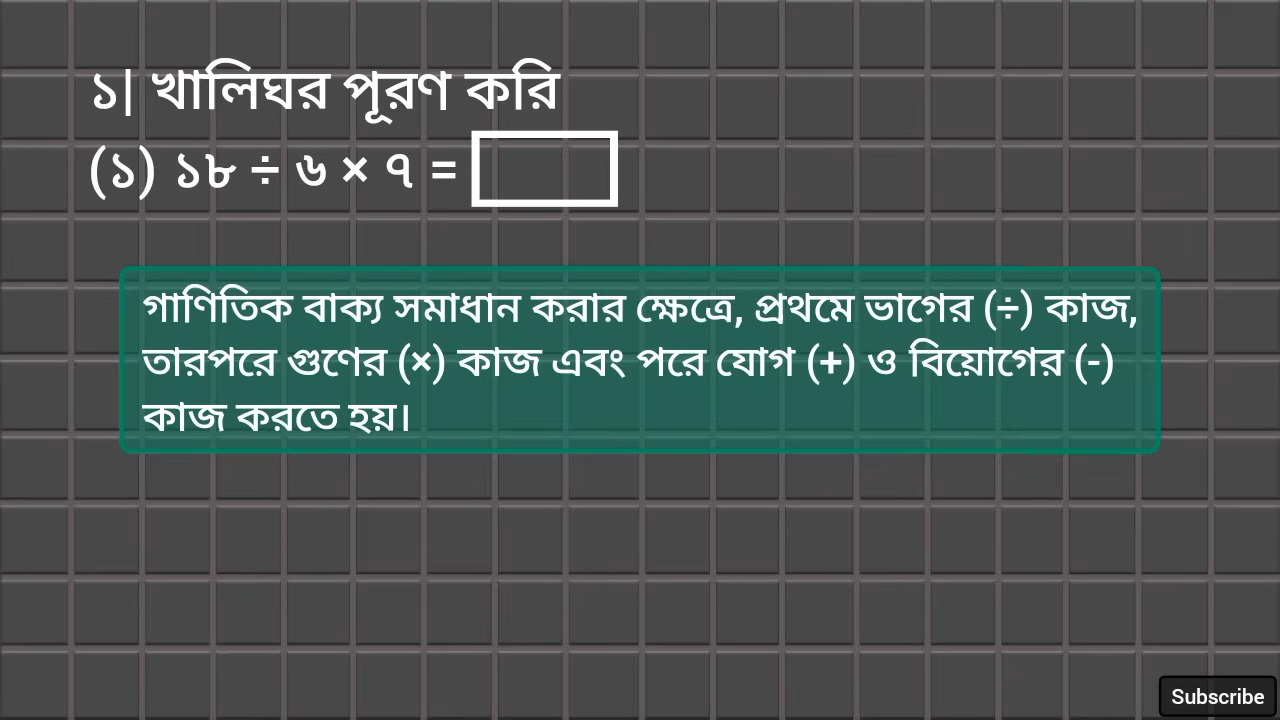 ১| খালিঘর পূরণ করি
(১) ১৮ ÷ ৬ × ৭ =
গাণিতিক বাক্য সমাধান করার ক্ষেত্রে, প্রথমে ভাগের (÷) কাজ,
তারপরে গুণের (×) কাজ এবং পরে যোগ (+) ও বিয়োগের (-)
কাজ করতে হয়।
Subscribe